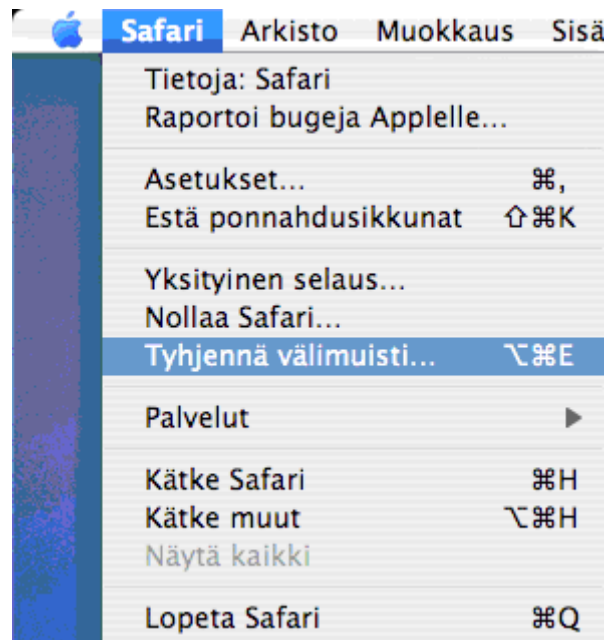 Safari Arkisto Muokkaus Sisä
Tietoja: Safari
Raportoi bugeja Applelle...
Asetukset... ⌘,
Estä ponnahdusikkunat ⇧⌘K
Yksityinen selaus...
Nollaa Safari...
Tyhjennä välimuisti... ⌥⌘E
Palvelut
Kätke Safari ⌘H
Kätke muut ⌥⌘H
Näytä kaikki
Lopeta Safari ⌘Q